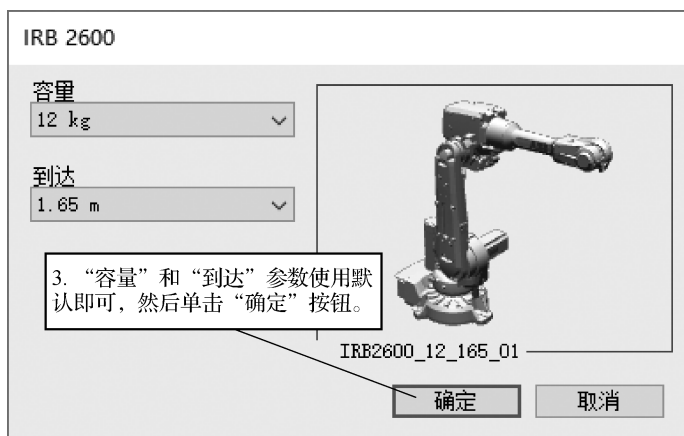 IRB 2600
容量
12 kg
到达
1.65 m
3. “容量”和“到达”参数使用默
认即可，然后单击“确定”按钮。
IRB2600_12_165_01
确定
取消